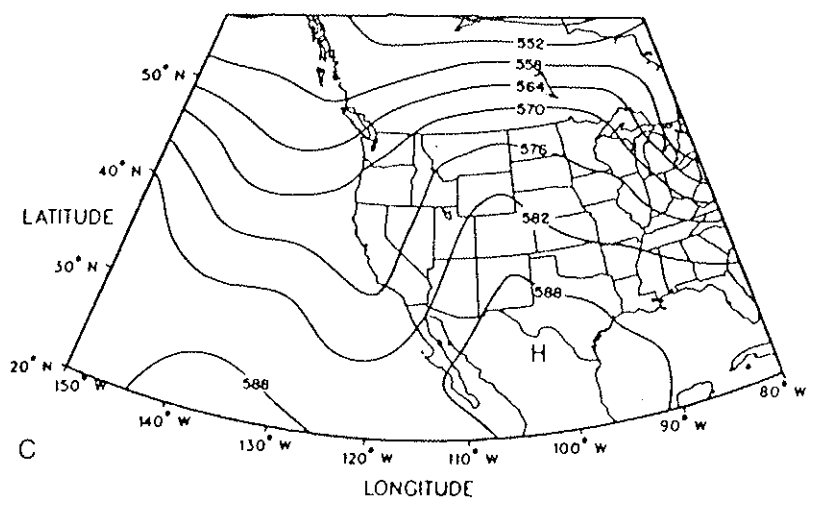 552
558
50° N
564
570
576
40° N
LATITUDE
582
30° N
588
H
20° N
150° W
588
80° W
140° W
90° W
C
130° W
100° W
120° W
110° W
LONGITUDE